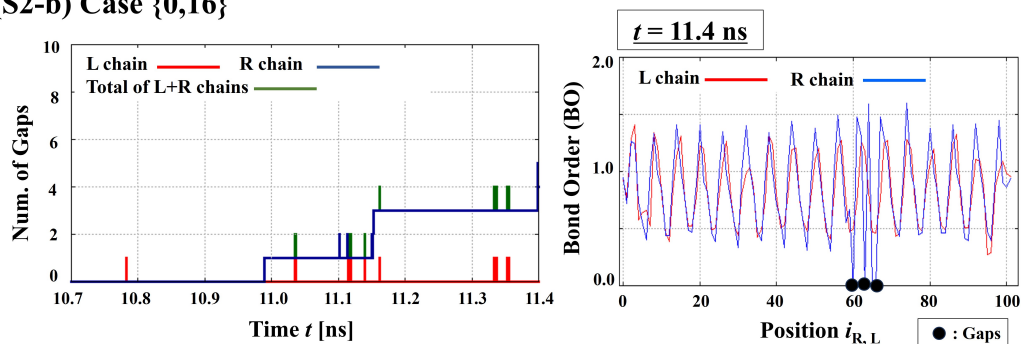 (S2-b) Case {0,16}
10
8
6
4
2
0
Num. of Gaps
L chain
R chain
Total of L+R chains
10.7
10.8
10.9
11.0
11.1
11.2
11.3
11.4
Time t [ns]
t = 11.4 ns
2.0
1.0
0.0
Bond Order (BO)
L chain
R chain
0
20
40
60
80
100
Position iR, L
: Gaps